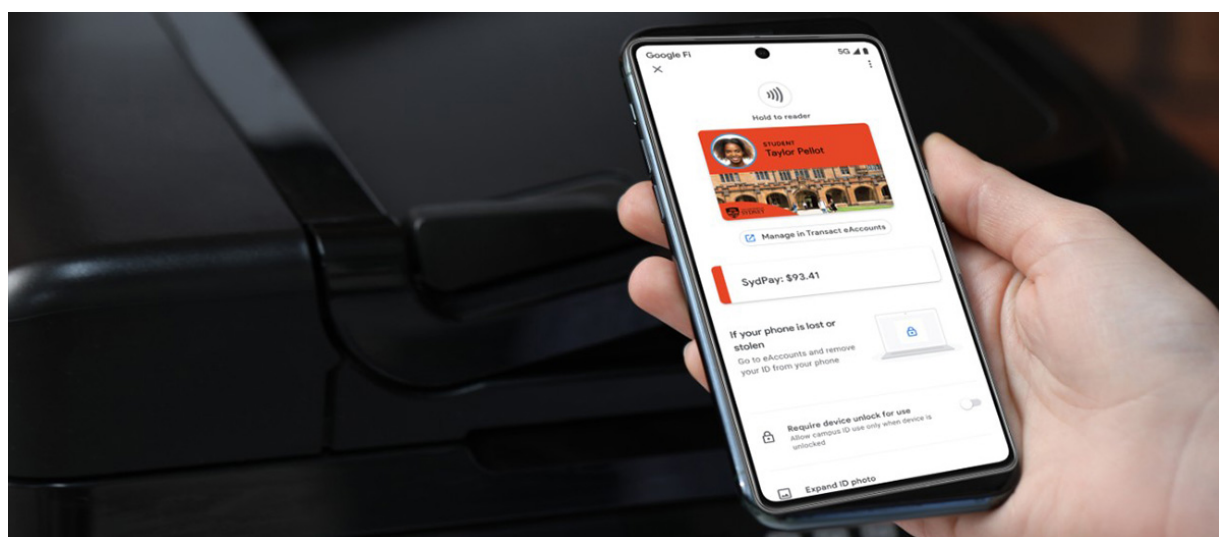 Google Fi 5G
Hold to reader
STUDENT
Taylor Pellot
SYDNEY
Manage in Transact eAccounts
SydPay: $93.41
If your phone is lost or
stolen
Go to eAccounts and remove
your ID from your phone
Require device unlock for use
Allow campus ID use only when device is
unlocked
Expand ID photo